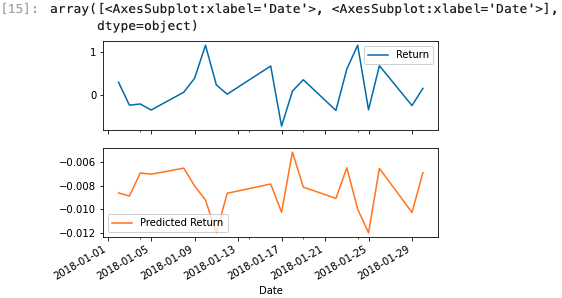 [15]: array([<AxesSubplot:xlabel='Date'>, <AxesSubplot:xlabel='Date'>],
dtype=object)
1
0
Return
−0.006
−0.008
−0.010
−0.012
Predicted Return
2018-01-01
2018-01-05
2018-01-09
2018-01-13
2018-01-17
2018-01-21
2018-01-25
2018-01-29
Date